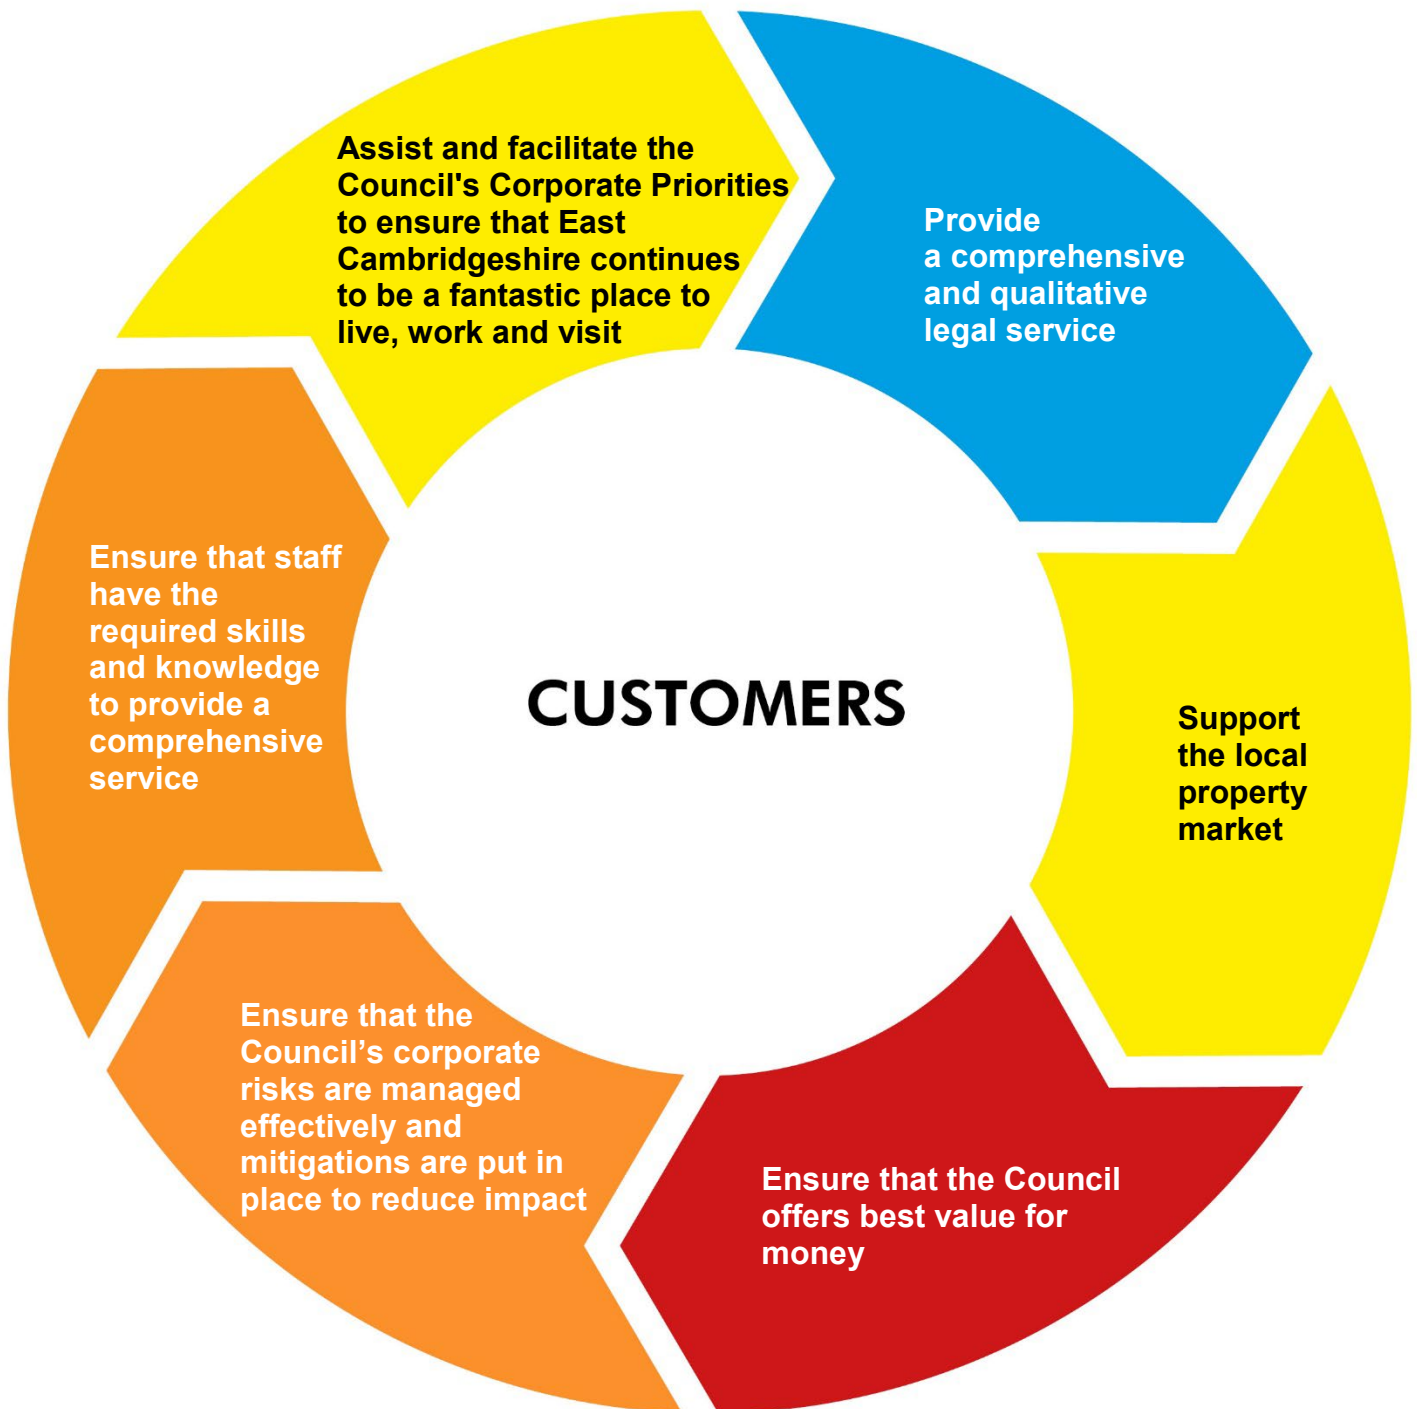 Assist and facilitate the
Council's Corporate Priorities
to ensure that East
Cambridgeshire continues
to be a fantastic place to
live, work and visit
Provide
a comprehensive
and qualitative
legal service
Support
the local
property
market
Ensure that the Council
offers best value for
money
Ensure that the
Council’s corporate
risks are managed
effectively and
mitigations are put in
place to reduce impact
Ensure that staff
have the
required skills
and knowledge
to provide a
comprehensive
service
CUSTOMERS